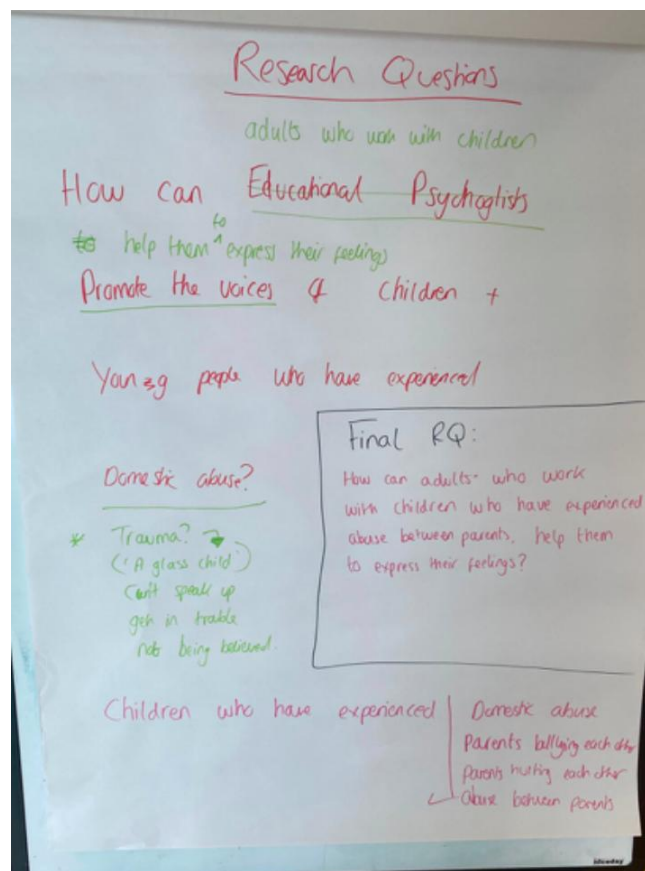 Research Questions
adults who work with children
How can Educational Psychoglists
to
to help them ^ express their feelings
Promote the voices of children +
Young people who have experienced
Domestic abuse?
* Trauma?
('A glass child')
Can't speak up
get in trouble
not being believed.
Final RQ:
How can adults- who work
with children who have experienced
abuse between parents, help them
to express their feelings?
Children who have experienced
Domestic abuse
Parents bullying each other
parents hurting each other
abuse between parents